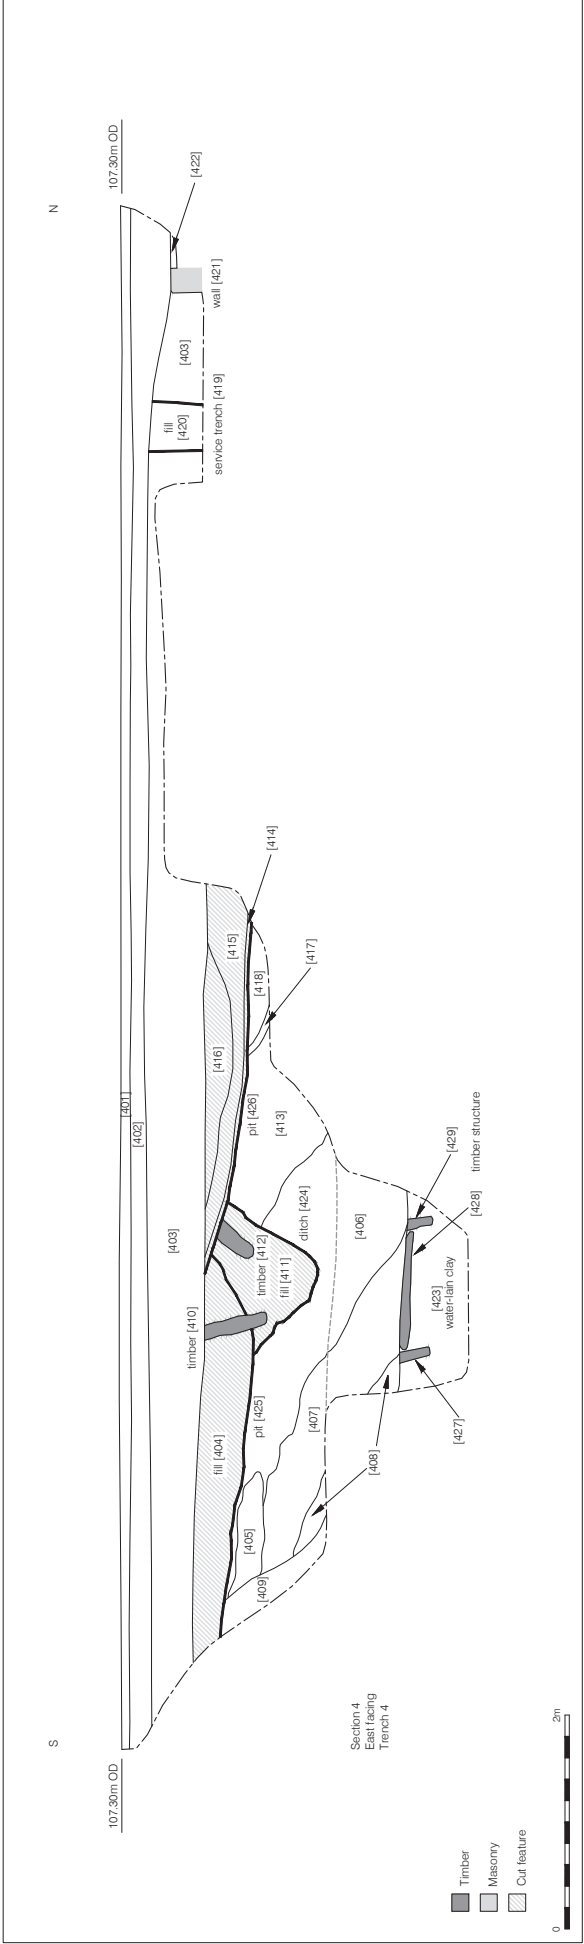 S
N
107.30m OD
107.30m OD
[401]
[402]
[403]
timber [410]
fill [404]
pit [425]
[405]
[409]
[407]
[408]
[427]
timber [412]
fill [411]
ditch [424]
[406]
[423]
water-lain clay
[428]
timber structure
[429]
[413]
pit [426]
[416]
[415]
[414]
[418]
[417]
fill
[420]
service trench [419]
[403]
wall [421]
[422]
Section 4
East facing
Trench 4
Timber
Masonry
Cut feature
0
2m